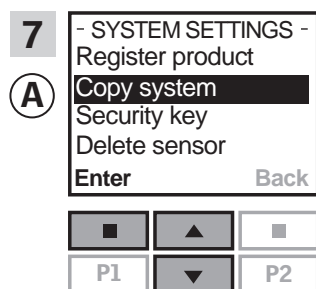 7
A
- SYSTEM SETTINGS -
Register product
Copy system
Security key
Delete sensor
Enter Back
P1 P2